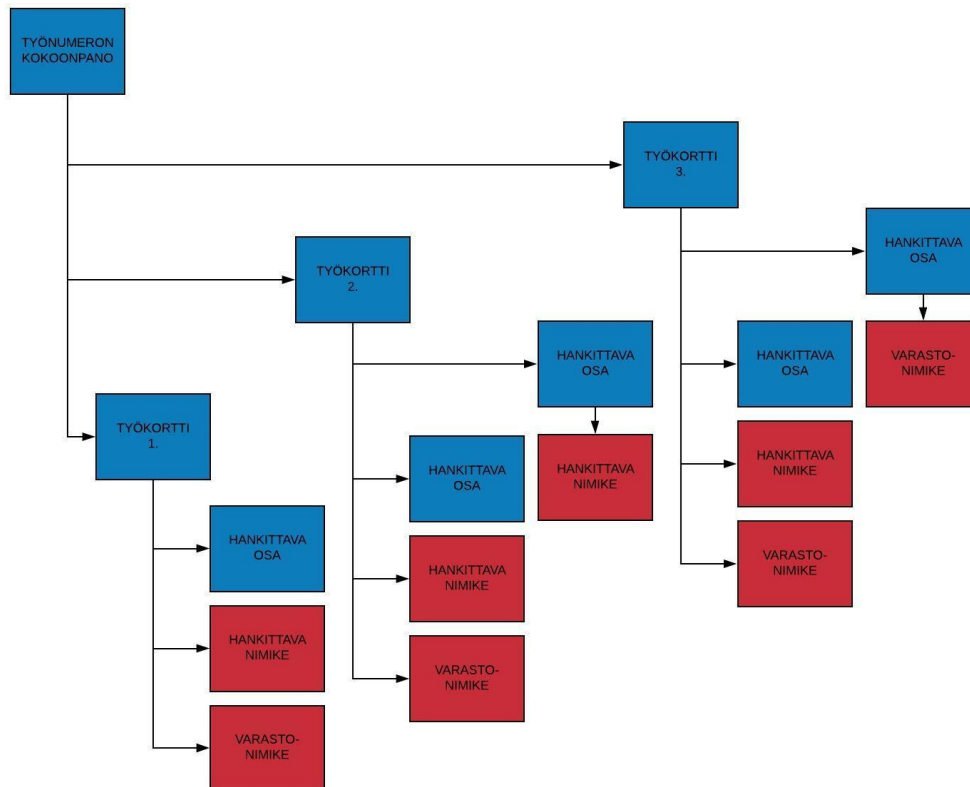 TYÖNUMERON
KOKOONPANO
TYÖKORTTI
3.
HANKITTAVA
OSA
TYÖKORTTI
2.
HANKITTAVA
OSA
HANKITTAVA
OSA
VARASTO-
NIMIKE
TYÖKORTTI
1.
HANKITTAVA
OSA
HANKITTAVA
NIMIKE
HANKITTAVA
NIMIKE
HANKITTAVA
OSA
HANKITTAVA
NIMIKE
VARASTO-
NIMIKE
HANKITTAVA
NIMIKE
VARASTO-
NIMIKE
VARASTO-
NIMIKE